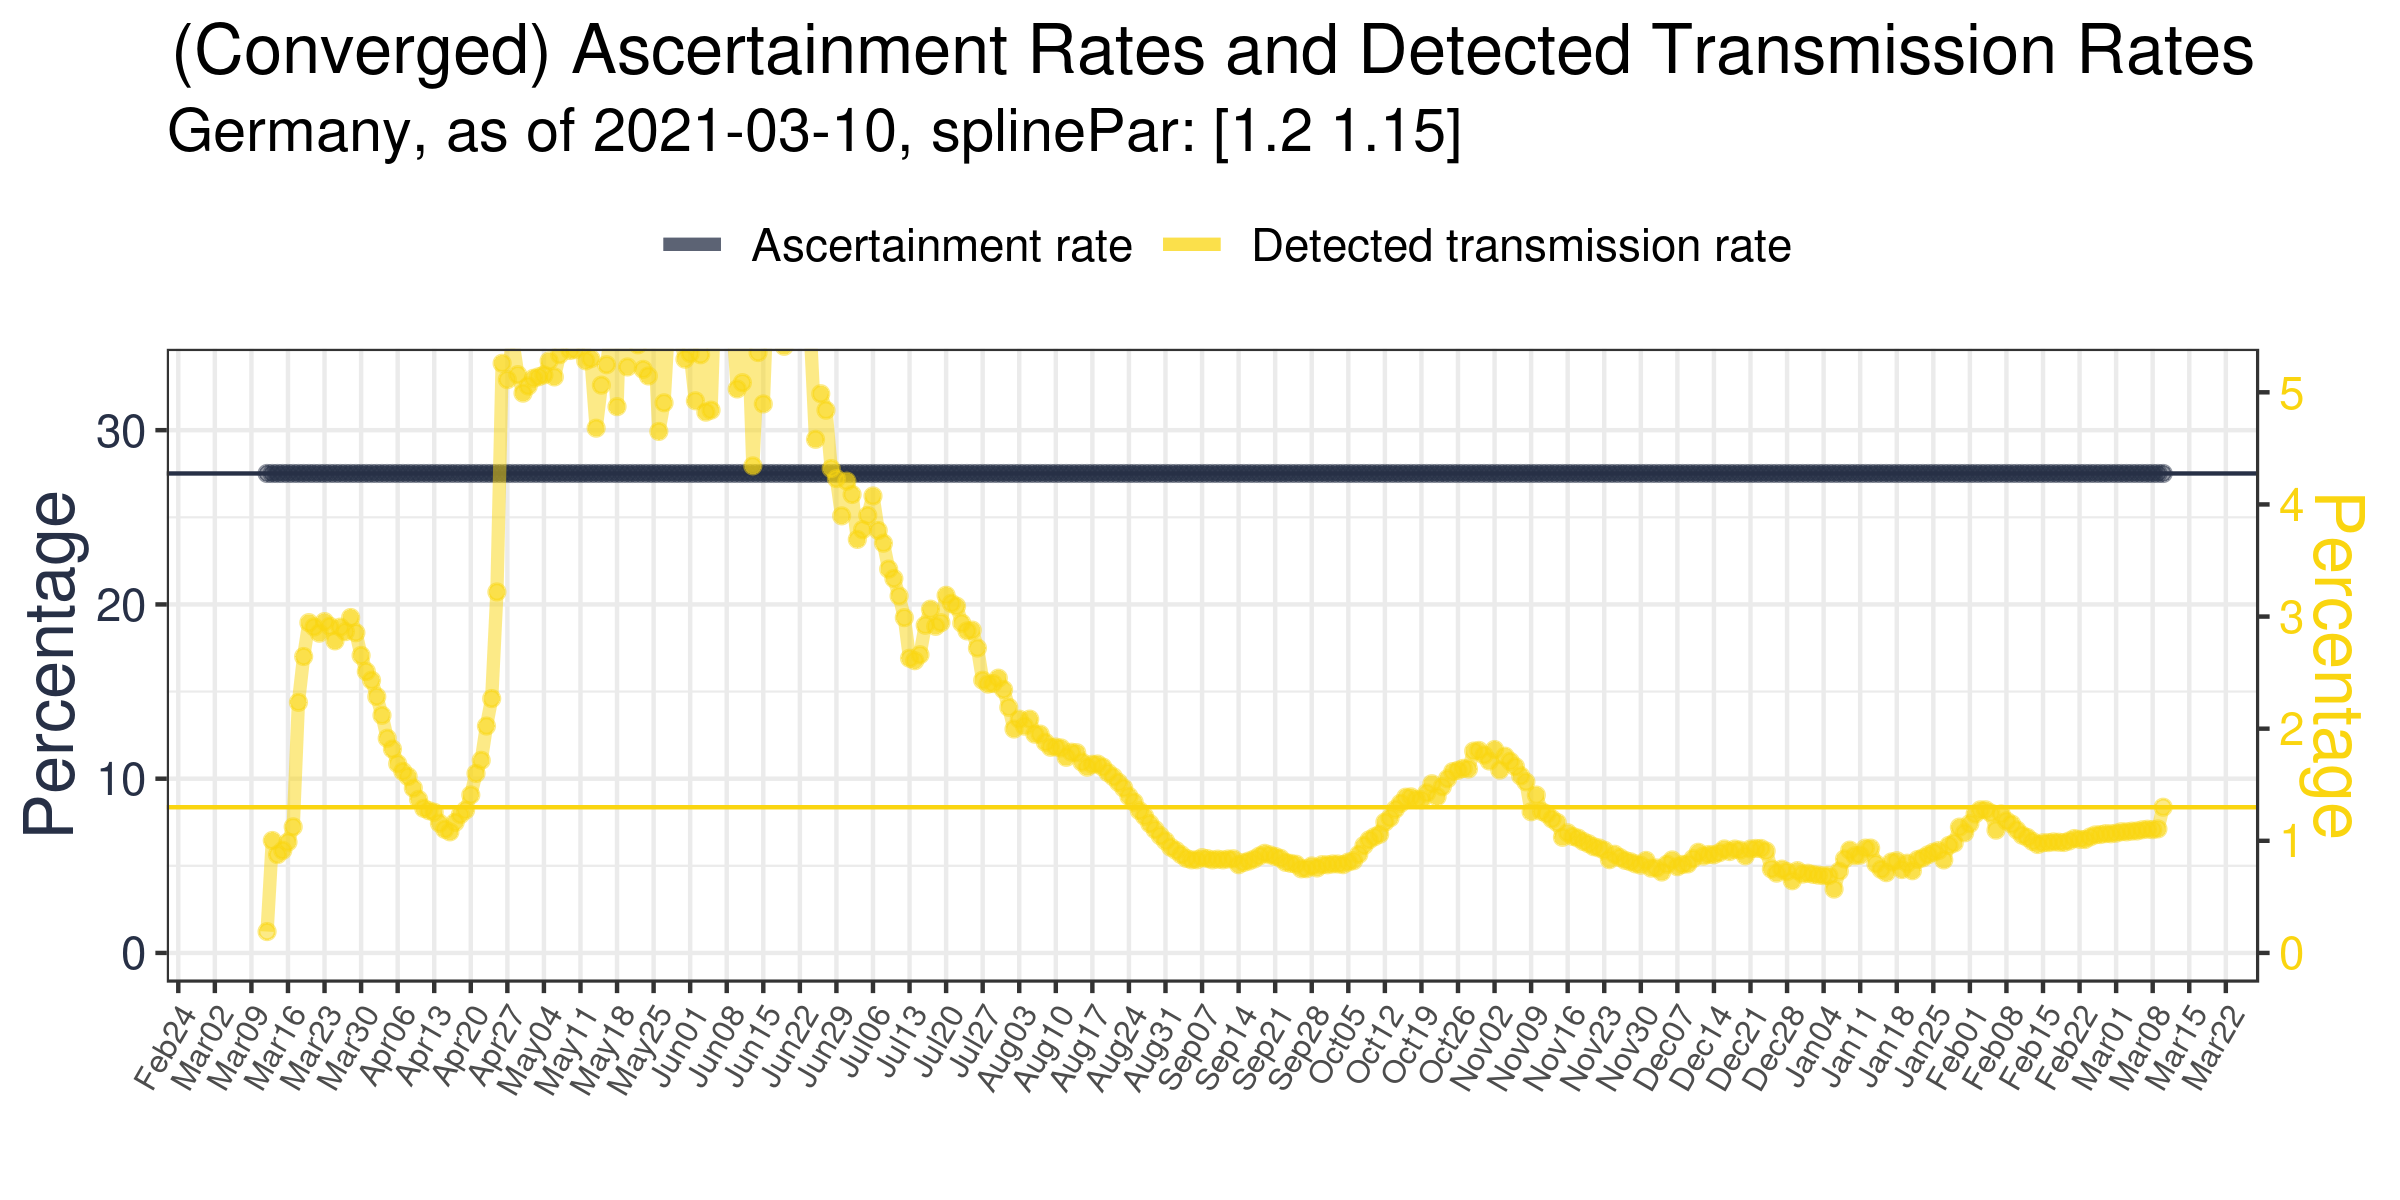 (Converged) Ascertainment Rates and Detected Transmission Rates
Germany, as of 2021-03-10, splinePar: [1.2 1.15]
Ascertainment rate
Detected transmission rate
Percentage
30
20
10
0
5
4
3
2
1
0
Percentage
Feb24
Mar02
Mar09
Mar16
Mar23
Mar30
Apr06
Apr13
Apr20
Apr27
May04
May11
May18
May25
Jun01
Jun08
Jun15
Jun22
Jun29
Jul06
Jul13
Jul20
Jul27
Aug03
Aug10
Aug17
Aug24
Aug31
Sep07
Sep14
Sep21
Sep28
Oct05
Oct12
Oct19
Oct26
Nov02
Nov09
Nov16
Nov23
Nov30
Dec07
Dec14
Dec21
Dec28
Jan04
Jan11
Jan18
Jan25
Feb01
Feb08
Feb15
Feb22
Mar01
Mar08
Mar15
Mar22